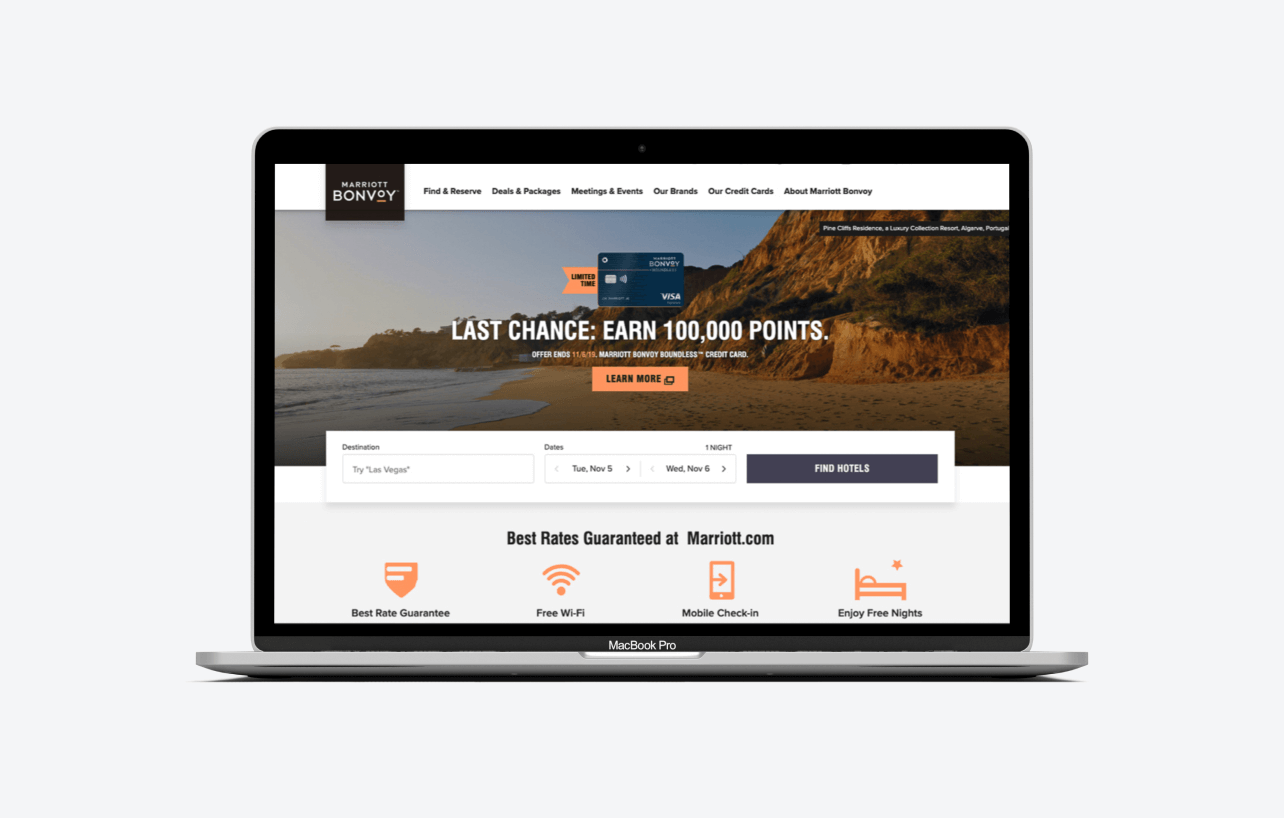 MARRIOTT
BONVOY
Find & Reserve Deals & Packages Meetings & Events Our Brands Our Credit Cards About Marriott Bonvoy
Pine Cliffs Residence, a Luxury Collection Resort, Algarve, Portugal
LIMITED
TIME
MARRIOTT
BONVOY
BOUNDLESS
VISA
LAST CHANCE: EARN 100,000 POINTS.
OFFER ENDS 11/6/19. MARRIOTT BONVOY BOUNDLESS™ CREDIT CARD.
LEARN MORE
Destination Dates 1 NIGHT
Try "Las Vegas" Tue, Nov 5 Wed, Nov 6 FIND HOTELS
Best Rates Guaranteed at Marriott.com
Best Rate Guarantee Free Wi-Fi Mobile Check-in Enjoy Free Nights
MacBook Pro